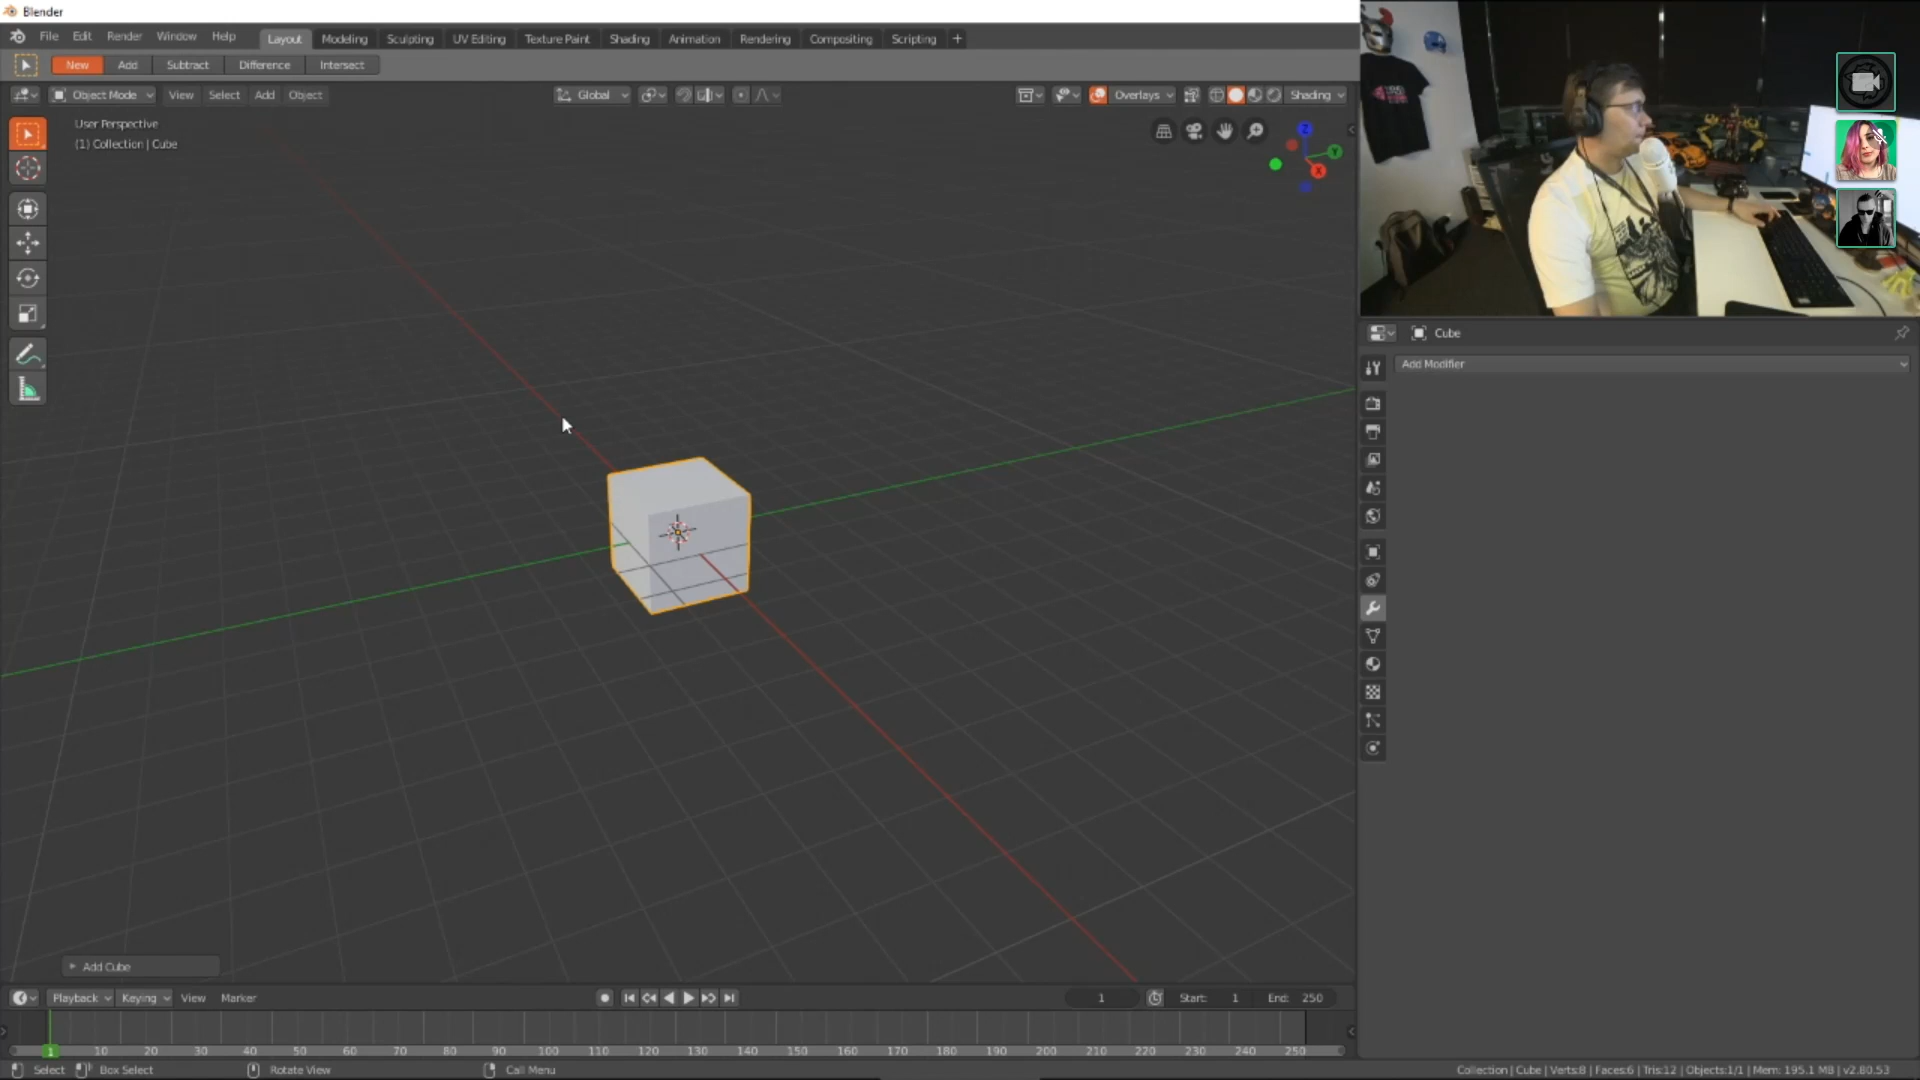 Blender
File Edit Render Window Help Layout Modeling Sculpting UV Editing Texture Paint Shading Animation Rendering Compositing Scripting +
New Add Subtract Difference Intersect
Object Mode View Select Add Object Global Overlays Shading
User Perspective
(1) Collection | Cube
Z
Y
X
Cube
Add Modifier
Add Cube
Playback Keying View Marker 1 Start: 1 End: 250
1 10 20 30 40 50 60 70 80 90 100 110 120 130 140 150 160 170 180 190 200 210 220 230 240 250
Select Box Select Rotate View Call Menu Collection | Cube | Verts:8 | Faces:6 | Tris:12 | Objects:1/1 | Mem: 195.1 MB | v2.80.53